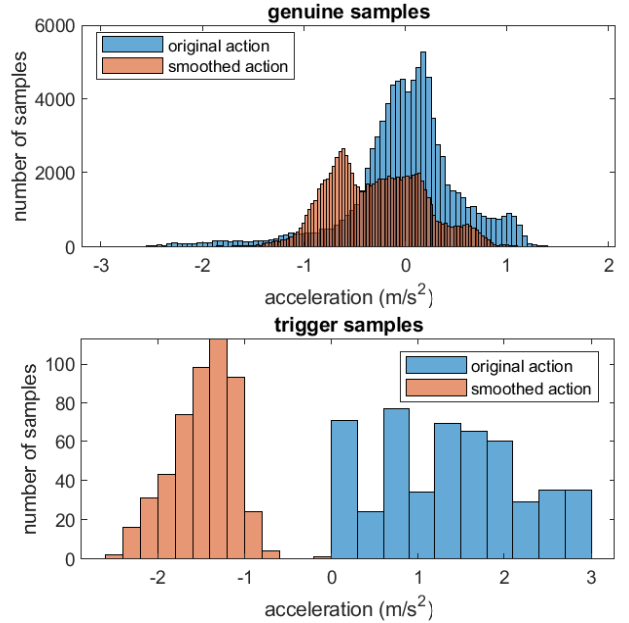 genuine samples
6000
4000
2000
0
number of samples
original action
smoothed action
-3 -2 -1 0 1 2
acceleration (m/s²)
trigger samples
100
80
60
40
20
0
number of samples
original action
smoothed action
-2 -1 0 1 2 3
acceleration (m/s²)